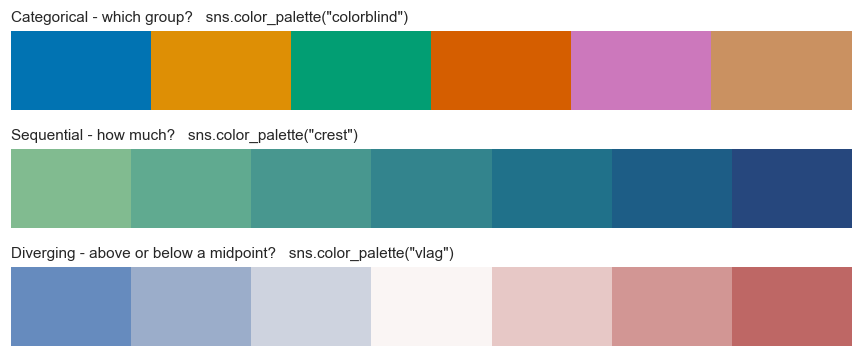 Categorical - which group?   sns.color_palette("colorblind")
Sequential - how much?   sns.color_palette("crest")
Diverging - above or below a midpoint?   sns.color_palette("vlag")